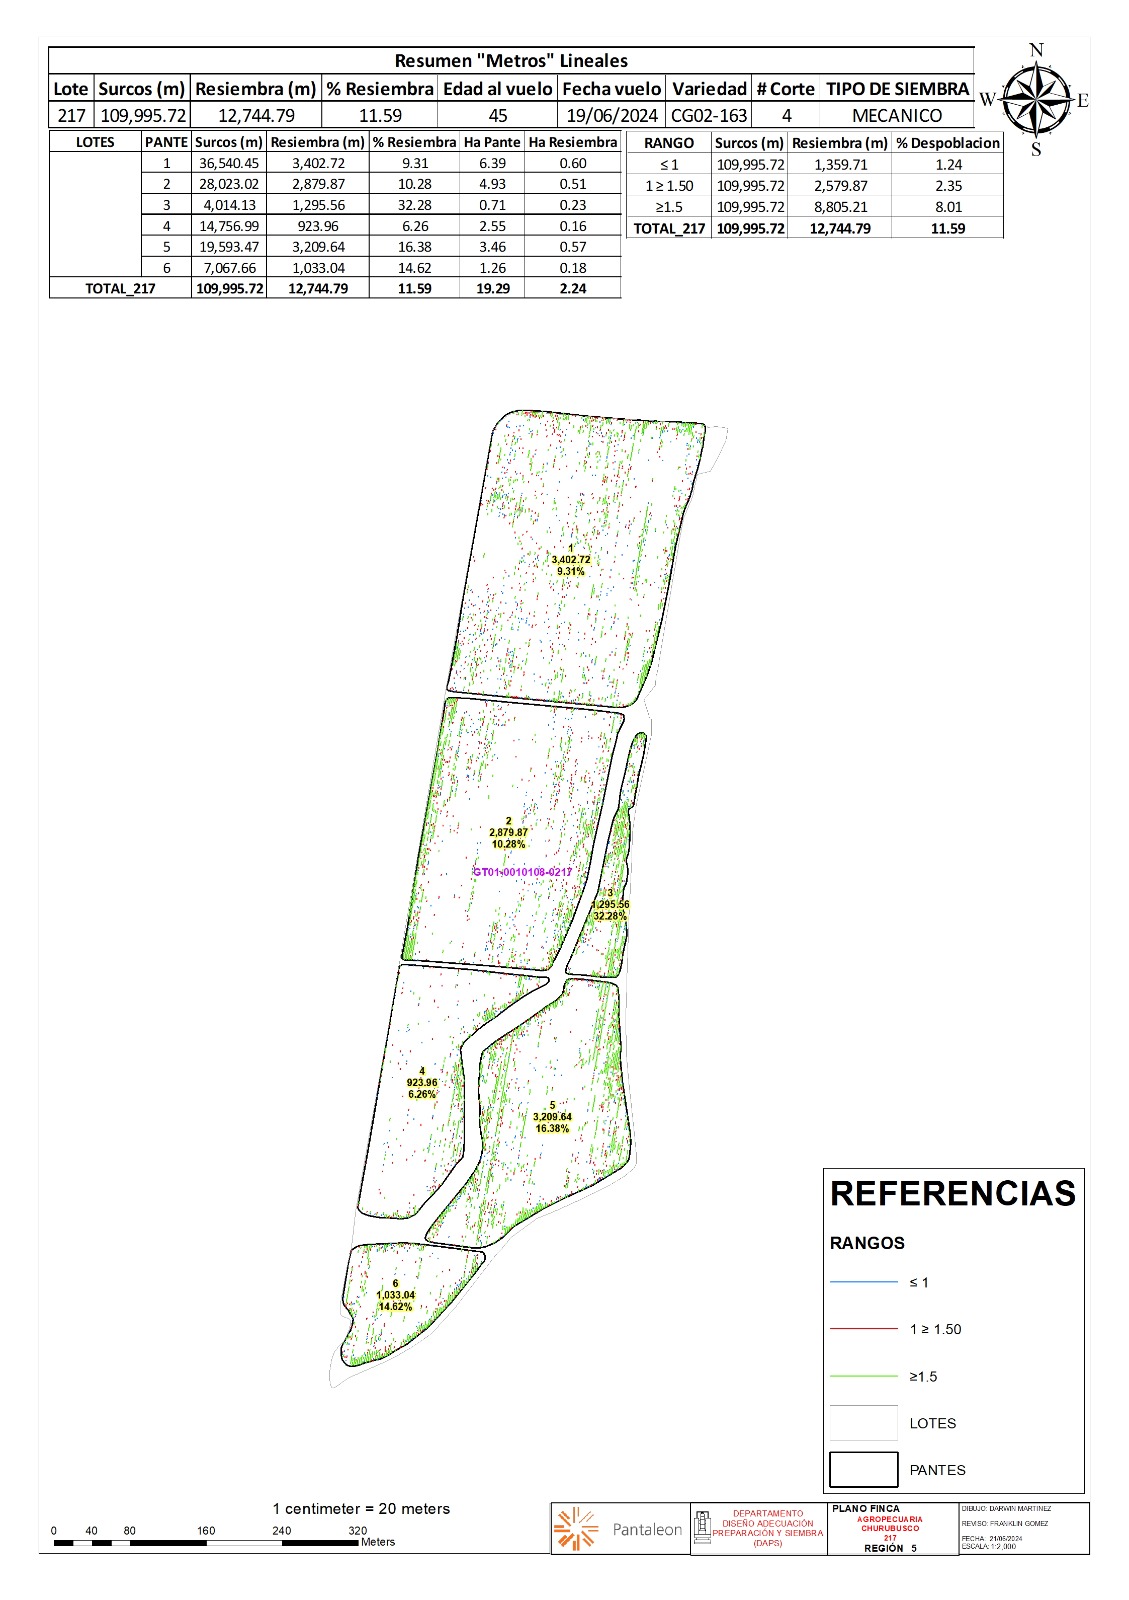 Resumen "Metros" Lineales
Lote Surcos (m) Resiembra (m) % Resiembra Edad al vuelo Fecha vuelo Variedad # Corte TIPO DE SIEMBRA
217 109,995.72 12,744.79 11.59 45 19/06/2024 CG02-163 4 MECANICO
LOTES PANTE Surcos (m) Resiembra (m) % Resiembra Ha Pante Ha Resiembra
1 36,540.45 3,402.72 9.31 6.39 0.60
2 28,023.02 2,879.87 10.28 4.93 0.51
3 4,014.13 1,295.56 32.28 0.71 0.23
4 14,756.99 923.96 6.26 2.55 0.16
5 19,593.47 3,209.64 16.38 3.46 0.57
6 7,067.66 1,033.04 14.62 1.26 0.18
TOTAL_217 109,995.72 12,744.79 11.59 19.29 2.24
RANGO Surcos (m) Resiembra (m) % Despoblacion
≤ 1 109,995.72 1,359.71 1.24
1 ≥ 1.50 109,995.72 2,579.87 2.35
≥1.5 109,995.72 8,805.21 8.01
TOTAL_217 109,995.72 12,744.79 11.59
N
W E
S
1
3,402.72
9.31%
2
2,879.87
10.28%
GT01-0010108-0217
3
1,295.56
32.28%
4
923.96
6.26%
5
3,209.64
16.38%
6
1,033.04
14.62%
REFERENCIAS
RANGOS
≤ 1
1 ≥ 1.50
≥1.5
LOTES
PANTES
1 centimeter = 20 meters
0 40 80 160 240 320
Meters
Pantaleon
DEPARTAMENTO
DISEÑO ADECUACIÓN
PREPARACIÓN Y SIEMBRA
(DAPS)
PLANO FINCA
AGROPECUARIA
CHURUBUSCO
217
REGIÓN 5
DIBUJO: DARWIN MARTINEZ
REVISO: FRANKLIN GOMEZ
FECHA: 21/06/2024
ESCALA: 1:2,000